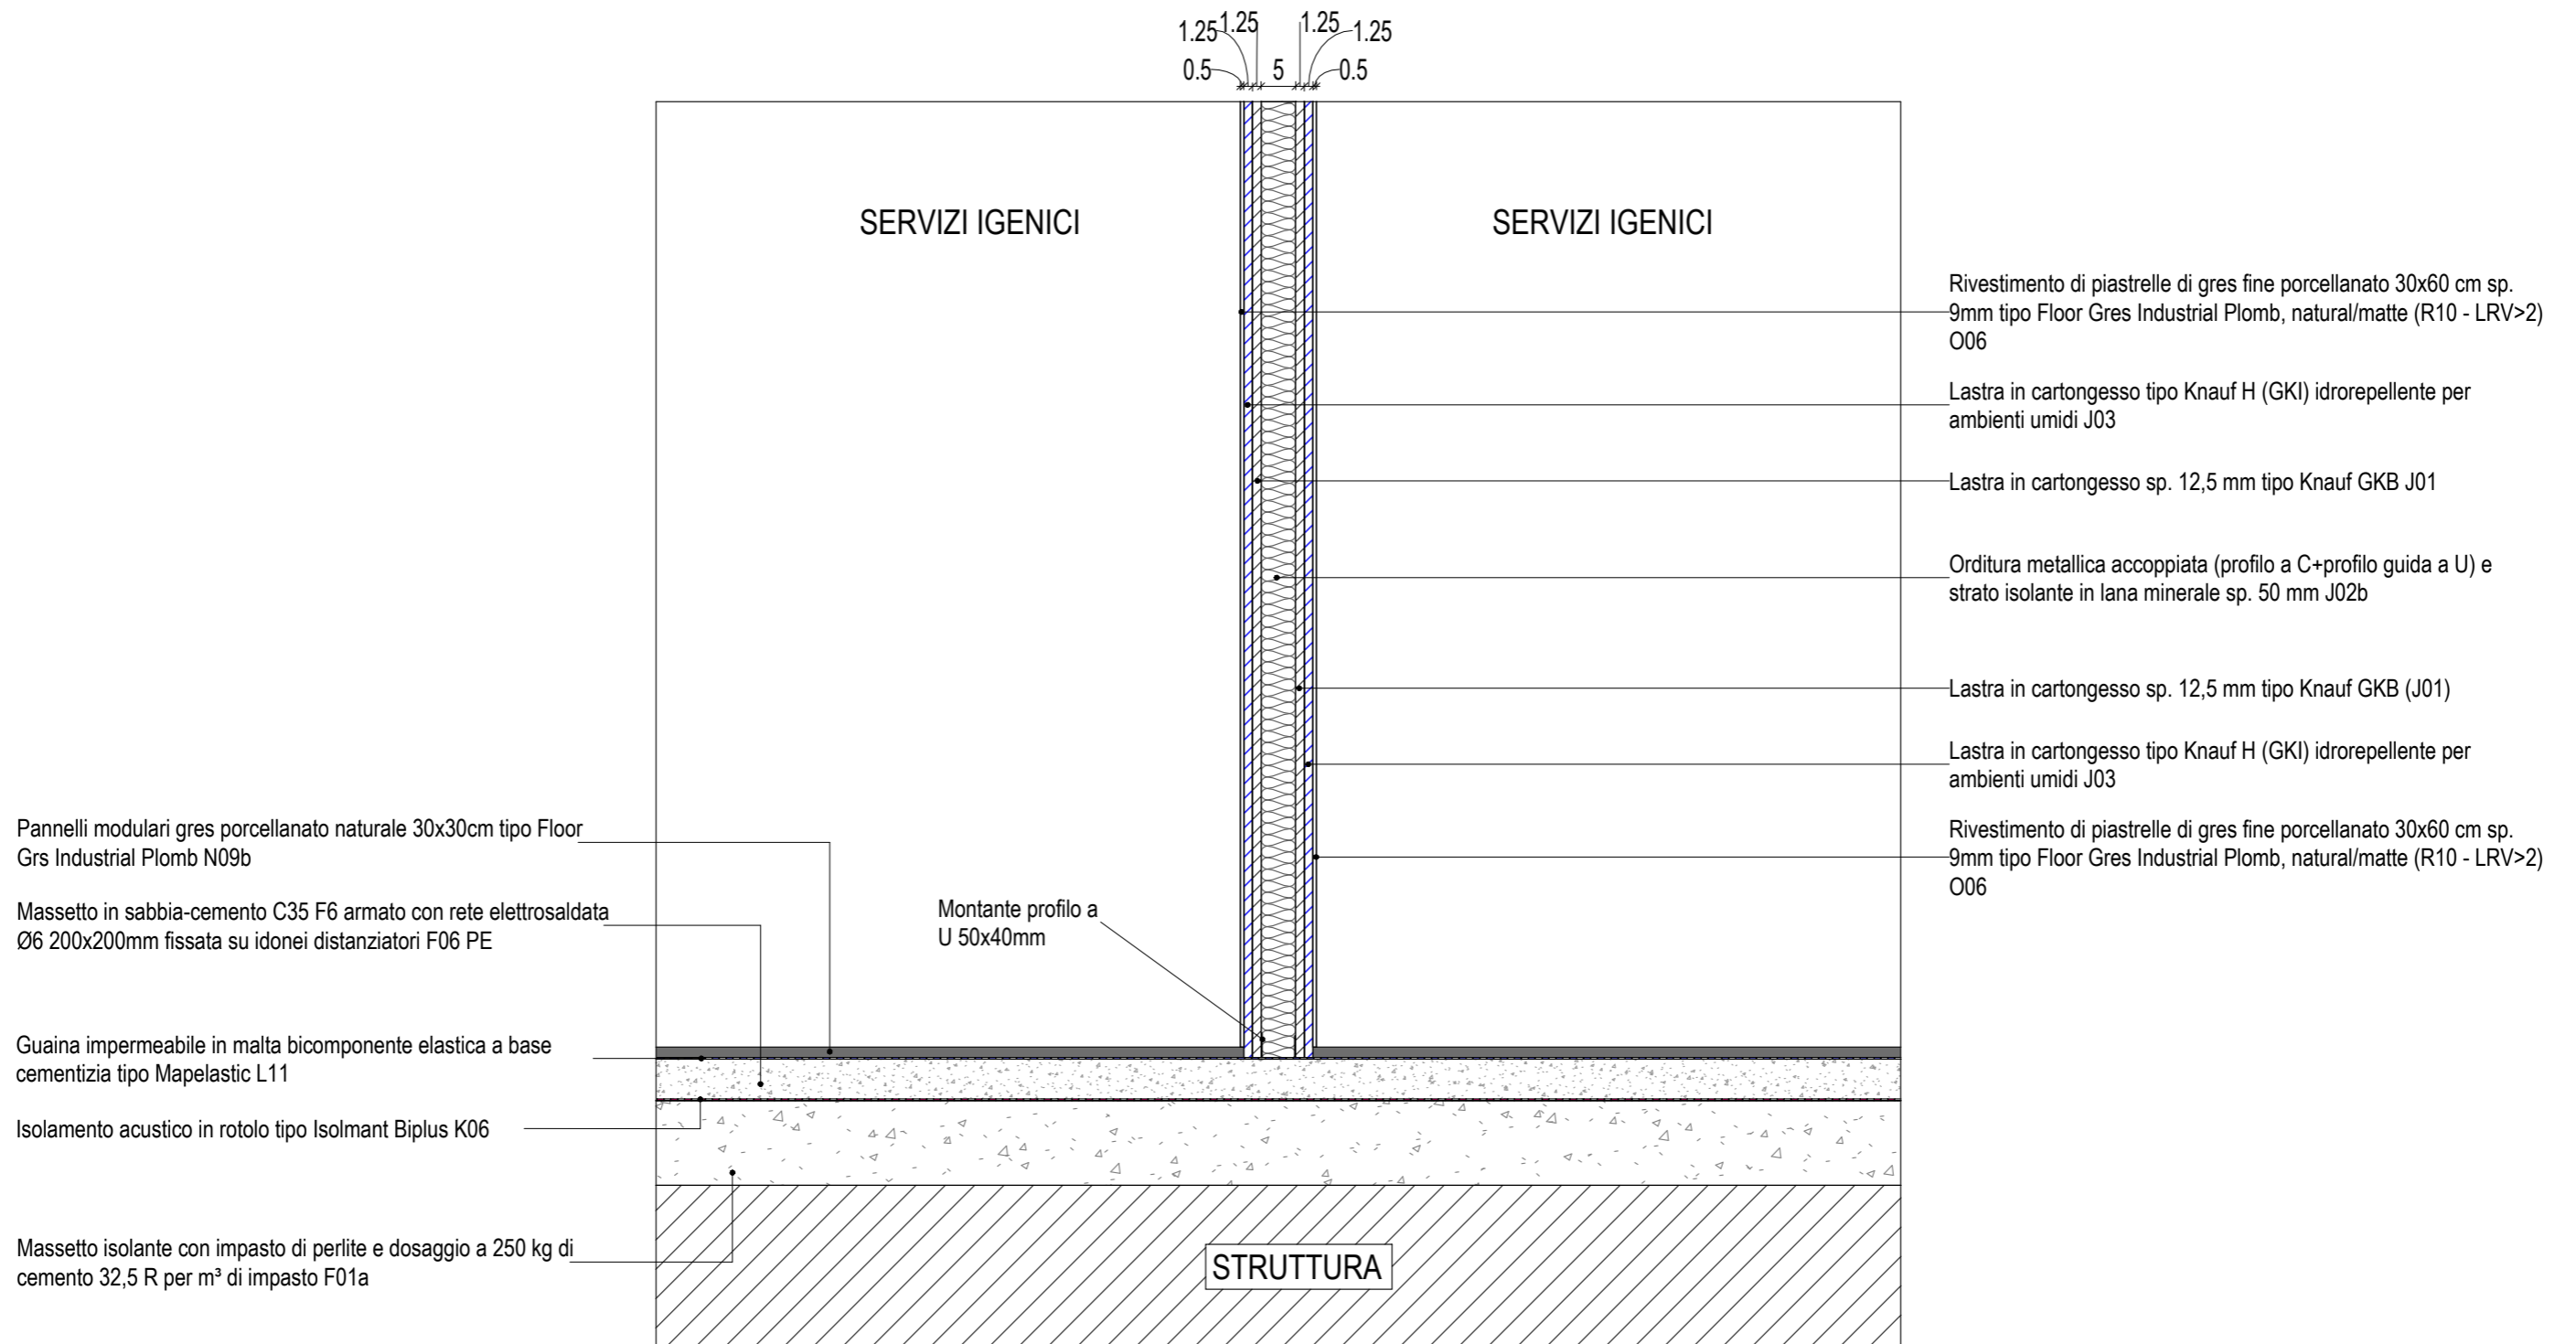 1.25
1.25
1.25
1.25
0.5
5
0.5
SERVIZI IGENICI
SERVIZI IGENICI
Rivestimento di piastrelle di gres fine porcellanato 30x60 cm sp.
9mm tipo Floor Gres Industrial Plomb, natural/matte (R10 - LRV>2)
O06
Lastra in cartongesso tipo Knauf H (GKI) idrorepellente per
ambienti umidi J03
Lastra in cartongesso sp. 12,5 mm tipo Knauf GKB J01
Orditura metallica accoppiata (profilo a C+profilo guida a U) e
strato isolante in lana minerale sp. 50 mm J02b
Lastra in cartongesso sp. 12,5 mm tipo Knauf GKB (J01)
Lastra in cartongesso tipo Knauf H (GKI) idrorepellente per
ambienti umidi J03
Rivestimento di piastrelle di gres fine porcellanato 30x60 cm sp.
9mm tipo Floor Gres Industrial Plomb, natural/matte (R10 - LRV>2)
O06
Pannelli modulari gres porcellanato naturale 30x30cm tipo Floor
Grs Industrial Plomb N09b
Massetto in sabbia-cemento C35 F6 armato con rete elettrosaldata
Ø6 200x200mm fissata su idonei distanziatori F06 PE
Montante profilo a
U 50x40mm
Guaina impermeabile in malta bicomponente elastica a base
cementizia tipo Mapelastic L11
Isolamento acustico in rotolo tipo Isolmant Biplus K06
Massetto isolante con impasto di perlite e dosaggio a 250 kg di
cemento 32,5 R per m³ di impasto F01a
STRUTTURA